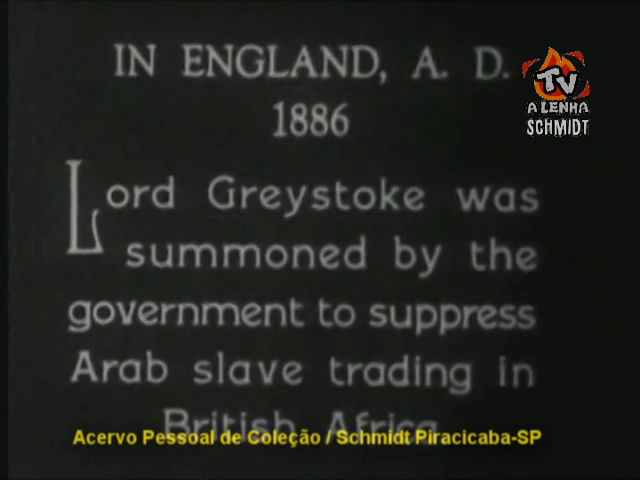 IN ENGLAND, A. D.
1886
Lord Greystoke was
summoned by the
government to suppress
Arab slave trading in
British Africa
TV
A LENHA
SCHMIDT
Acervo Pessoal de Coleção / Schmidt Piracicaba-SP